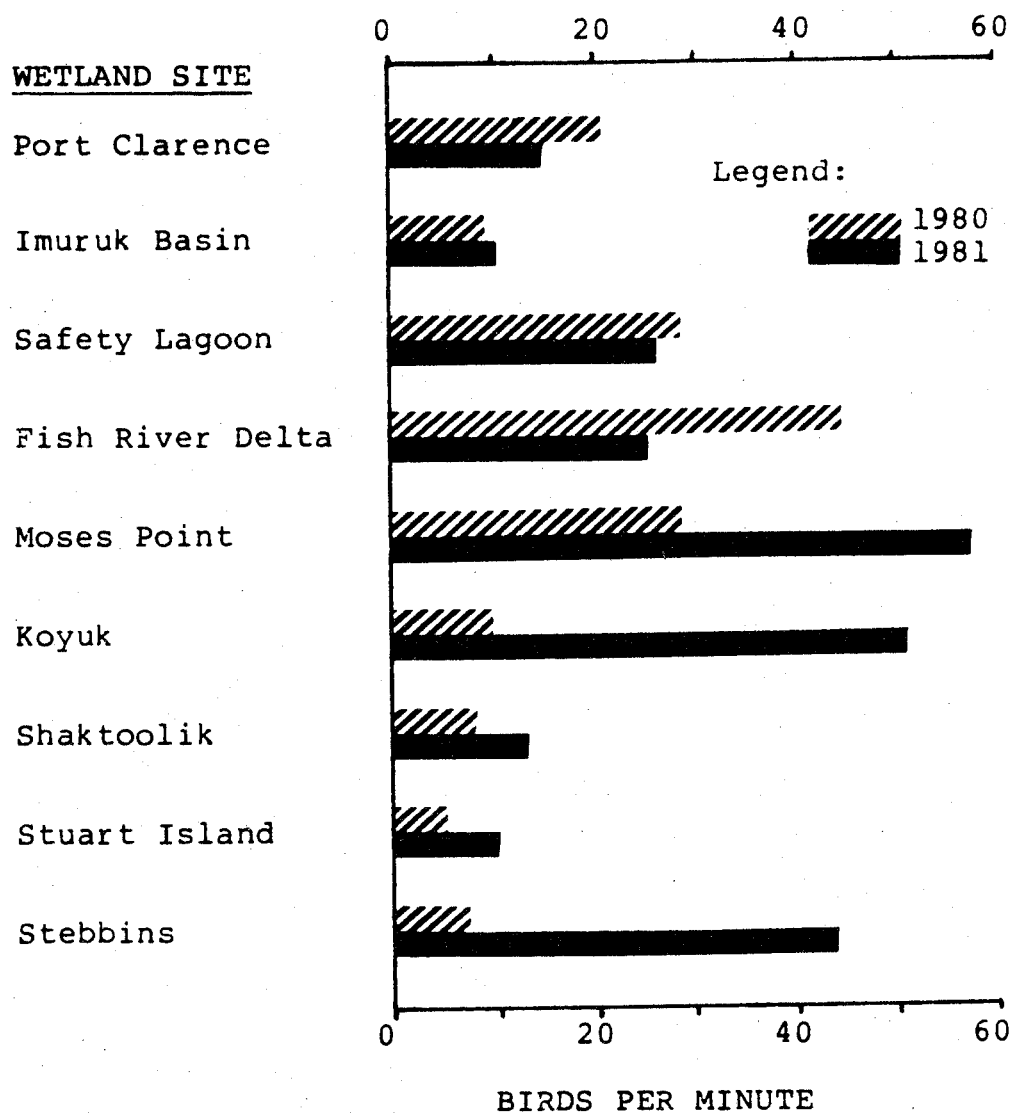 0 20 40 60
WETLAND SITE
Port Clarence
Legend:
1980
1981
Imuruk Basin
Safety Lagoon
Fish River Delta
Moses Point
Koyuk
Shaktoolik
Stuart Island
Stebbins
0 20 40 60
BIRDS PER MINUTE